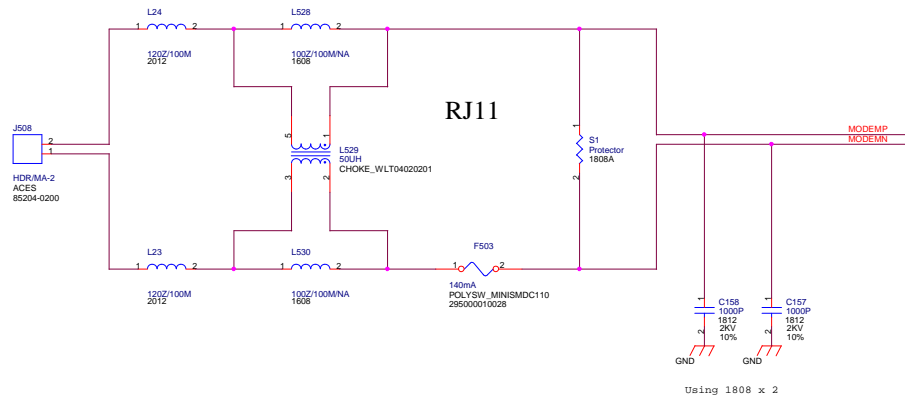 L24
1 2
120Z/100M
2012
L528
1 2
100Z/100M/NA
1608
RJ11
J508
2
1
HDR/MA-2
ACES
85204-0200
5
1
3
2
L529
50UH
CHOKE_WLT04020201
1
S1
Protector
1808A
2
MODEMP
MODEMN
L23
1 2
120Z/100M
2012
L530
1 2
100Z/100M/NA
1608
F503
1 2
140mA
POLYSW_MINISMDC110
295000010028
1
C158
1000P
1812
2KV
10%
2
GND
1
C157
1000P
1812
2KV
10%
2
GND
Using 1808 x 2